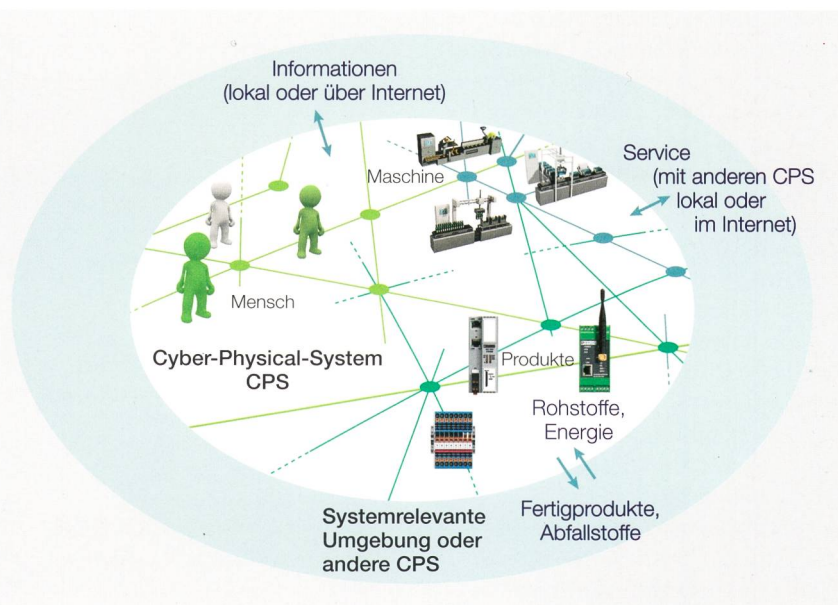 Informationen
(lokal oder über Internet)
Service
(mit anderen CPS
lokal oder
im Internet)
Maschine
Mensch
Cyber-Physical-System
CPS
Produkte
Rohstoffe,
Energie
Systemrelevante
Umgebung oder
andere CPS
Fertigprodukte,
Abfallstoffe